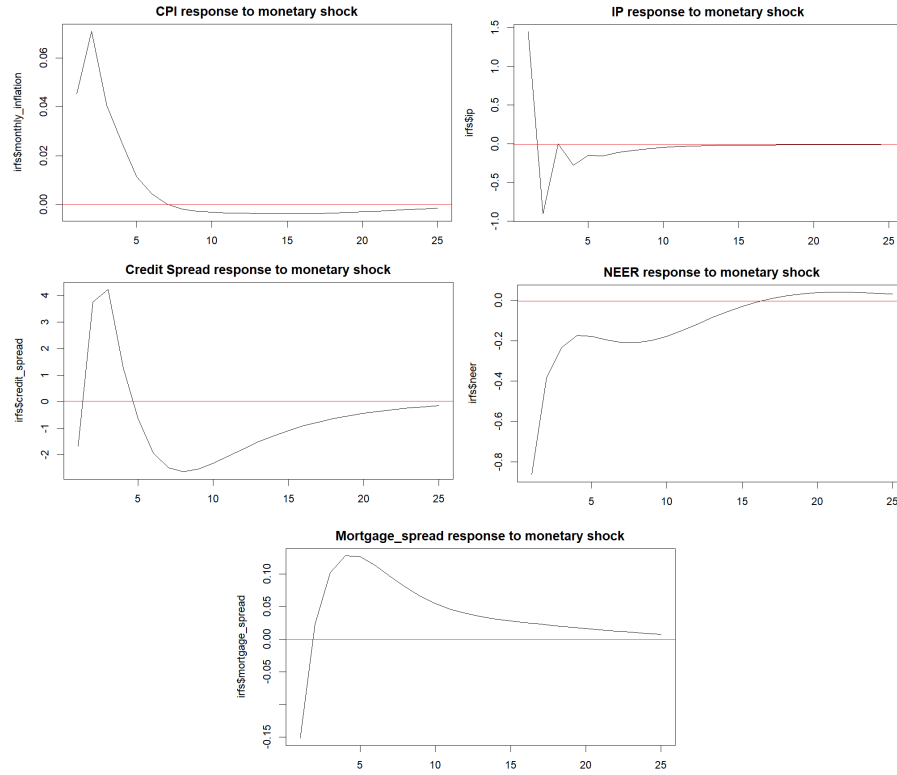 CPI response to monetary shock
irfs$monthly_inflation
0.06
0.04
0.02
0.00
5 10 15 20 25
IP response to monetary shock
irfs$ip
1.5
1.0
0.5
0.0
-0.5
-1.0
5 10 15 20 25
Credit Spread response to monetary shock
irfs$credit_spread
4
3
2
1
0
-1
-2
5 10 15 20 25
NEER response to monetary shock
irfs$neer
0.0
-0.2
-0.4
-0.6
-0.8
5 10 15 20 25
Mortgage_spread response to monetary shock
irfs$mortgage_spread
0.10
0.05
0.00
-0.05
-0.15
5 10 15 20 25